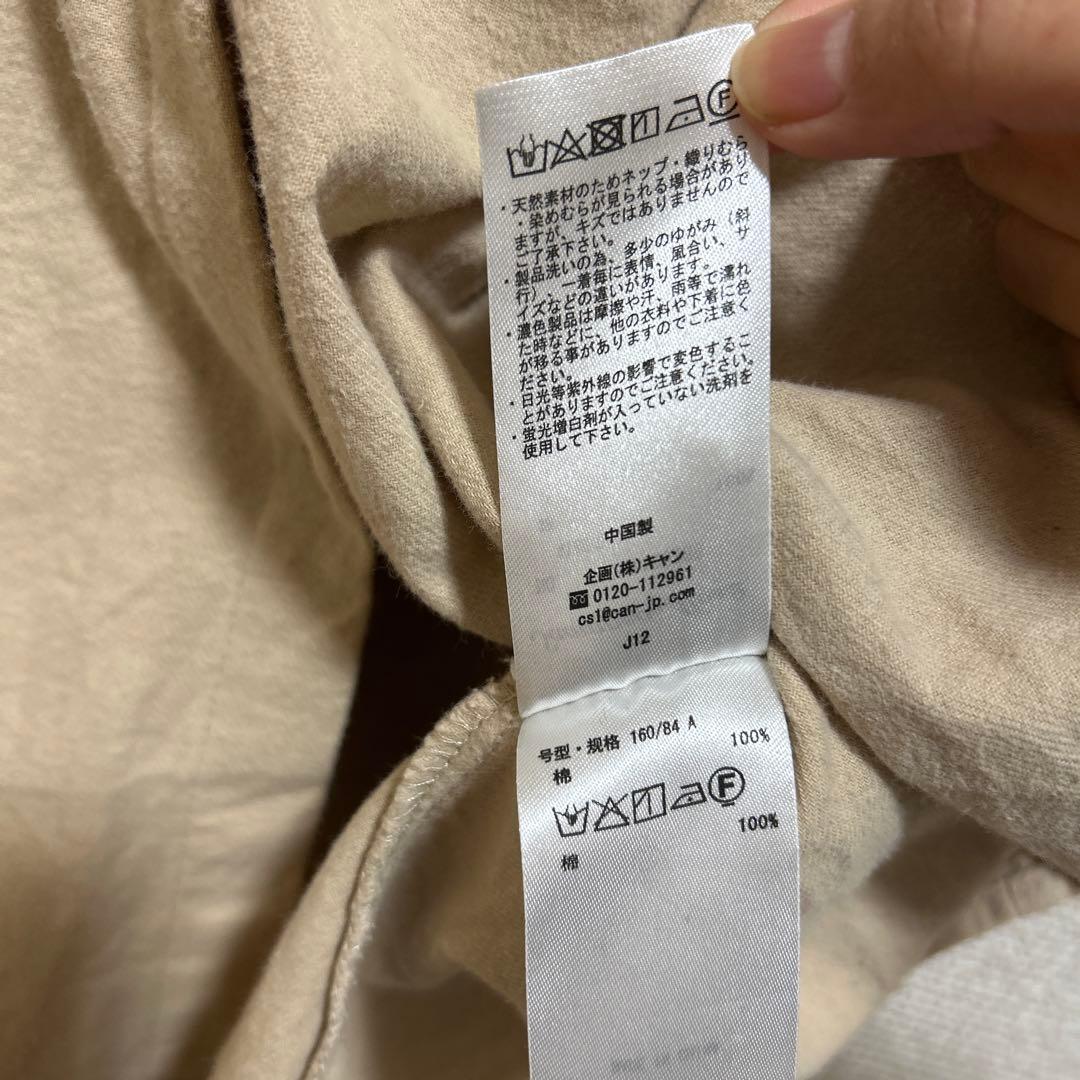 F
・天然素材のためネップ・織りむら
・染めむらが見られる場合があり
ますが、キズではありませんので
ご了承下さい。
・製品洗いの為、多少のゆがみ（斜
行）、一着毎に表情、風合い、サ
イズなどの違いがあります。
・濃色製品は摩擦や汗、雨等で濡れ
た時などに、他の衣料や下着に色
が移る事がありますのでご注意く
ださい。
・日光等紫外線の影響で変色するこ
とがありますのでご注意ください。
・蛍光増白剤が入っていない洗剤を
使用して下さい。
中国製
企画(株)キャン
0120-112961
cs1@can-jp.com
J12
号型・规格 160/84 A
棉 100%
F
棉 100%